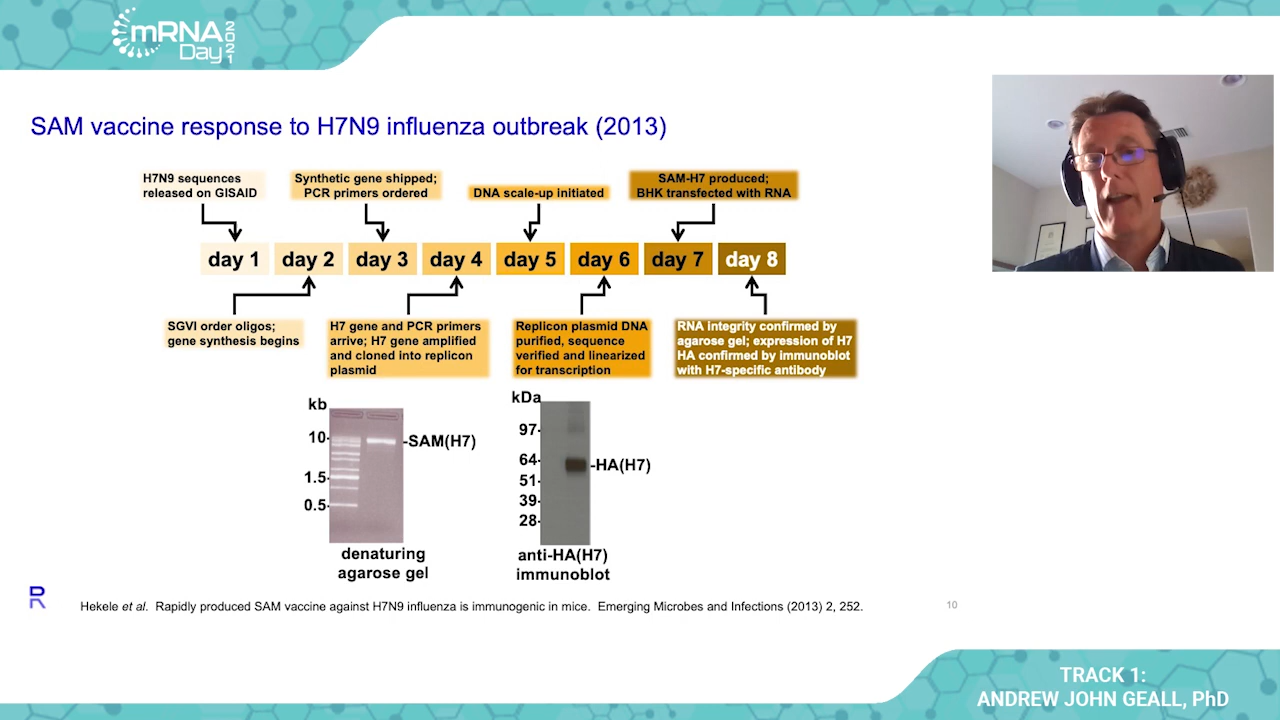 mRNA
Day
2021
SAM vaccine response to H7N9 influenza outbreak (2013)
H7N9 sequences
released on GISAID
Synthetic gene shipped;
PCR primers ordered
DNA scale-up initiated
SAM-H7 produced;
BHK transfected with RNA
day 1 day 2 day 3 day 4 day 5 day 6 day 7 day 8
SGVI order oligos;
gene synthesis begins
H7 gene and PCR primers
arrive; H7 gene amplified
and cloned into replicon
plasmid
Replicon plasmid DNA
purified, sequence
verified and linearized
for transcription
RNA integrity confirmed by
agarose gel; expression of H7
HA confirmed by immunoblot
with H7-specific antibody
kb
10-
1.5-
0.5-
-SAM(H7)
denaturing
agarose gel
kDa
97-
64-
51-
39-
28-
-HA(H7)
anti-HA(H7)
immunoblot
R
Hekele et al. Rapidly produced SAM vaccine against H7N9 influenza is immunogenic in mice. Emerging Microbes and Infections (2013) 2, 252.
10
TRACK 1:
ANDREW JOHN GEALL, PhD